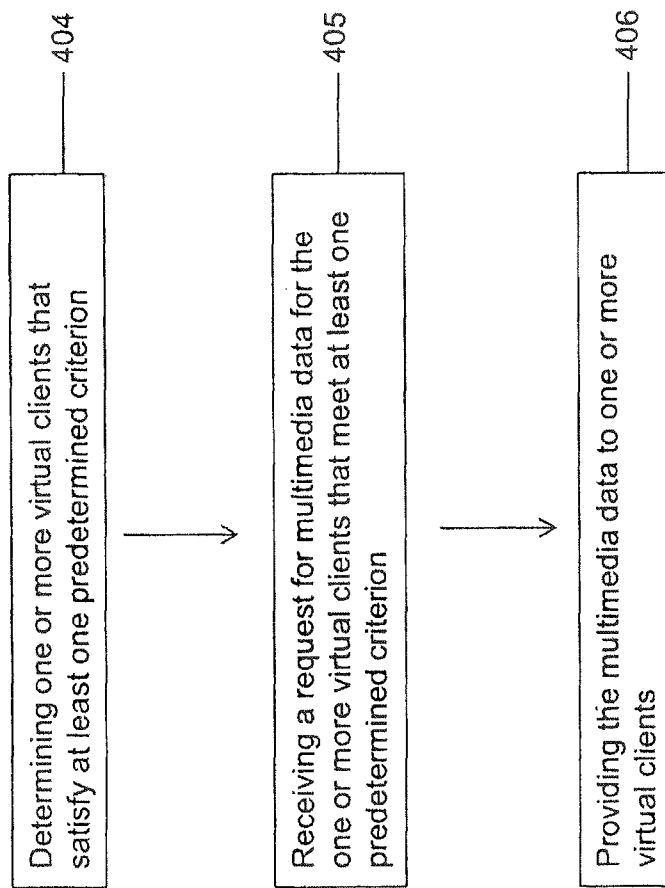 Determining one or more virtual clients that
satisfy at least one predetermined criterion
404
Receiving a request for multimedia data for the
one or more virtual clients that meet at least one
predetermined criterion
405
Providing the multimedia data to one or more
virtual clients
406